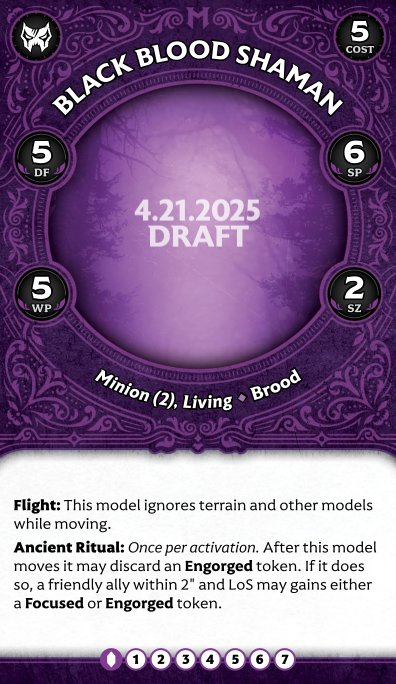 5
COST
BLACK BLOOD SHAMAN
5
DF
6
SP
4.21.2025
DRAFT
5
WP
2
SZ
Minion (2), Living ◆ Brood
Flight: This model ignores terrain and other models
while moving.
Ancient Ritual: Once per activation. After this model
moves it may discard an Engorged token. If it does
so, a friendly ally within 2" and LoS may gains either
a Focused or Engorged token.
1 2 3 4 5 6 7